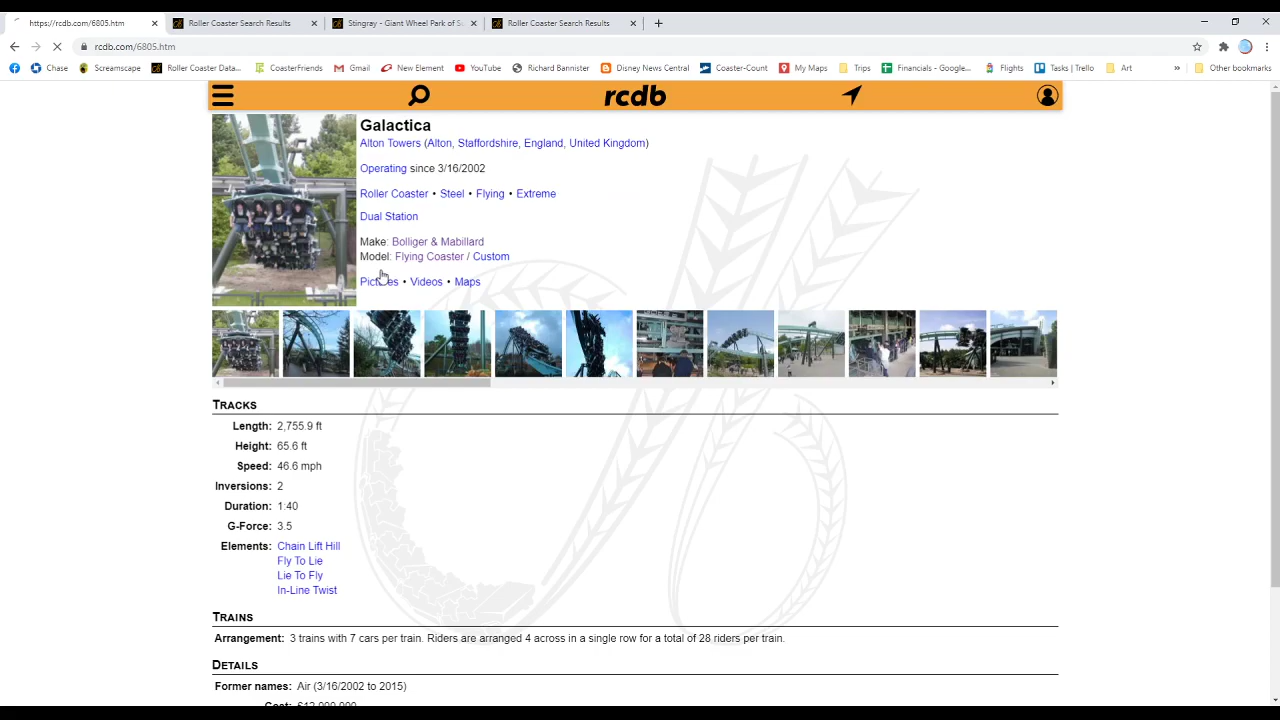 https://rcdb.com/6805.htm
Roller Coaster Search Results
Stingray - Giant Wheel Park of Su
Roller Coaster Search Results
rcdb.com/6805.htm
Chase
Screamscape
Roller Coaster Data...
CoasterFriends
Gmail
New Element
YouTube
Richard Bannister
Disney News Central
Coaster-Count
My Maps
Trips
Financials - Google...
Flights
Tasks | Trello
Art
Other bookmarks
rcdb
Galactica
Alton Towers (Alton, Staffordshire, England, United Kingdom)
Operating since 3/16/2002
Roller Coaster • Steel • Flying • Extreme
Dual Station
Make: Bolliger & Mabillard
Model: Flying Coaster / Custom
Pictures • Videos • Maps
TRACKS
Length: 2,755.9 ft
Height: 65.6 ft
Speed: 46.6 mph
Inversions: 2
Duration: 1:40
G-Force: 3.5
Elements: Chain Lift Hill
Fly To Lie
Lie To Fly
In-Line Twist
TRAINS
Arrangement: 3 trains with 7 cars per train. Riders are arranged 4 across in a single row for a total of 28 riders per train.
DETAILS
Former names: Air (3/16/2002 to 2015)
Cost: £12,000,000